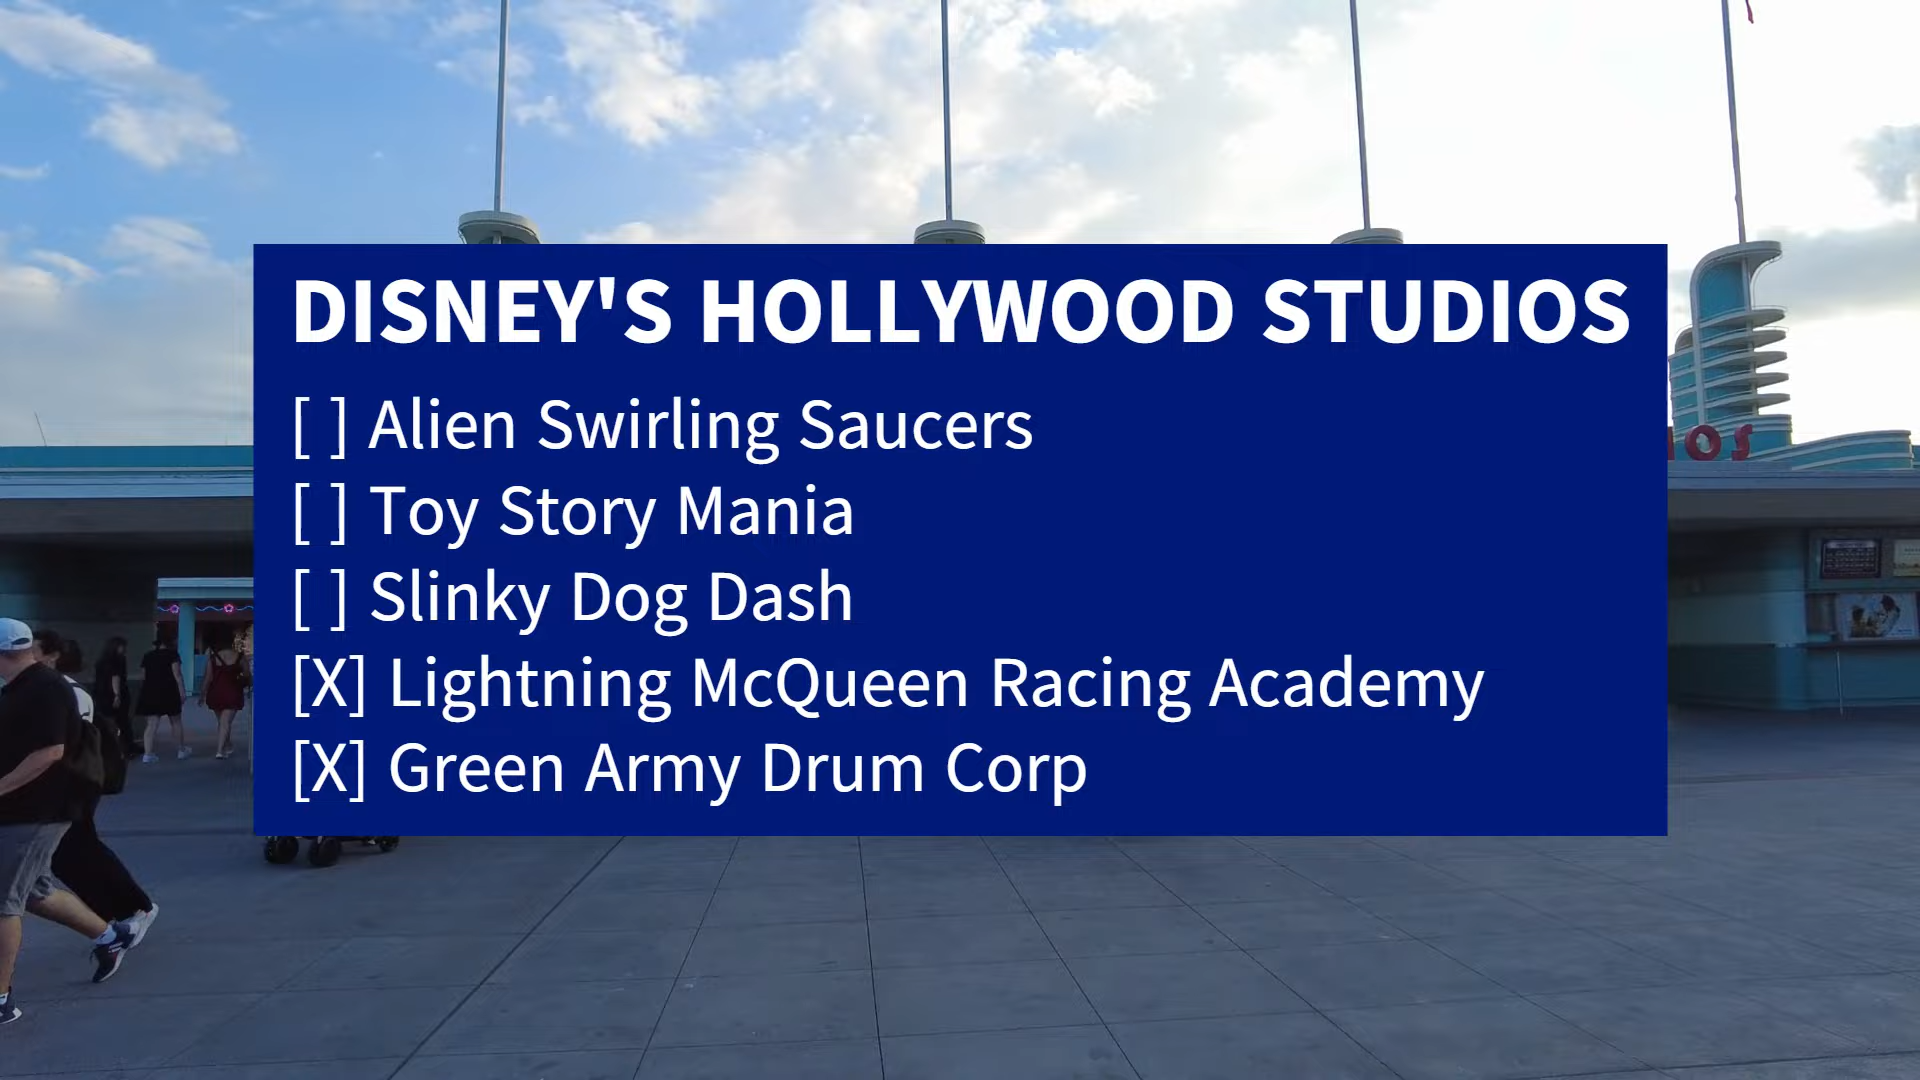 DISNEY'S HOLLYWOOD STUDIOS
[ ] Alien Swirling Saucers
[ ] Toy Story Mania
[ ] Slinky Dog Dash
[X] Lightning McQueen Racing Academy
[X] Green Army Drum Corp
IOS